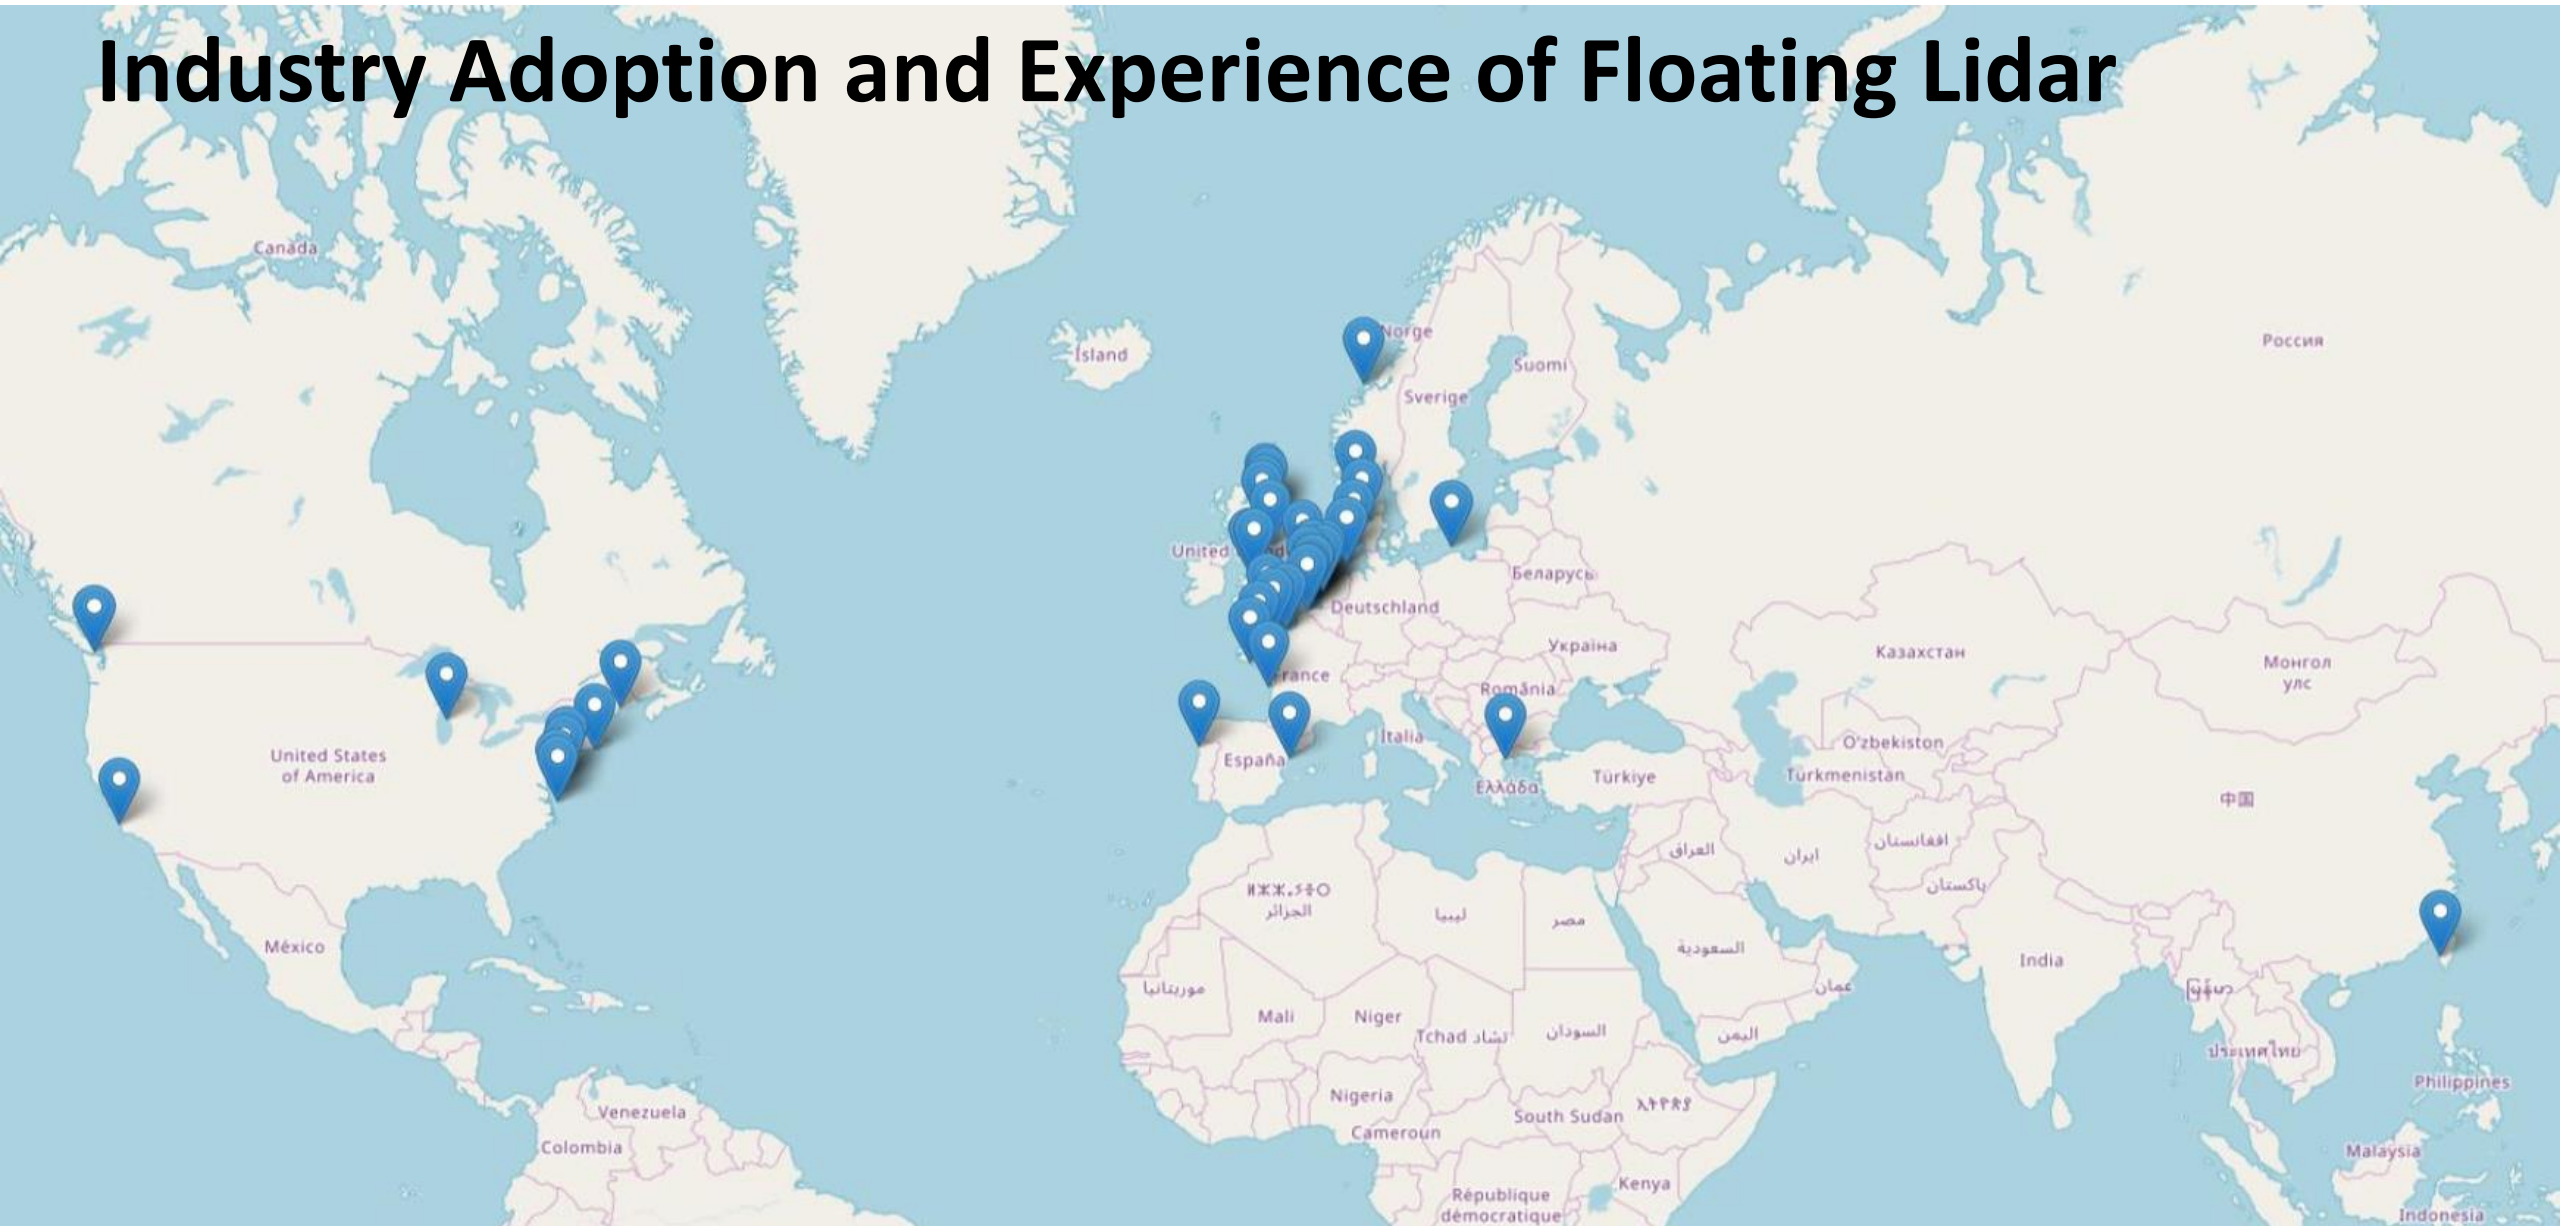 Industry Adoption and Experience of Floating Lidar
Canada
Norge
Россия
Ísland
Suomi
Sverige
United
Беларусь
Deutschland
Україна
Казахстан
Монгол
улс
France
România
United States
of America
Italia
O'zbekiston
España
Türkiye
Türkmenistan
Ελλάδα
中国
العراق
ایران
افغانستان
پاکستان
ⵍⵣⵣⴰⵢⴻⵔ
الجزائر
ليبيا
مصر
México
السعودية
India
موريتانيا
عمان
Mali
Niger
Tchad تشاد
السودان
اليمن
ประเทศไทย
Philippines
Nigeria
Venezuela
South Sudan
Cameroun
Colombia
Malaysia
Kenya
République
démocratique
Indonesia